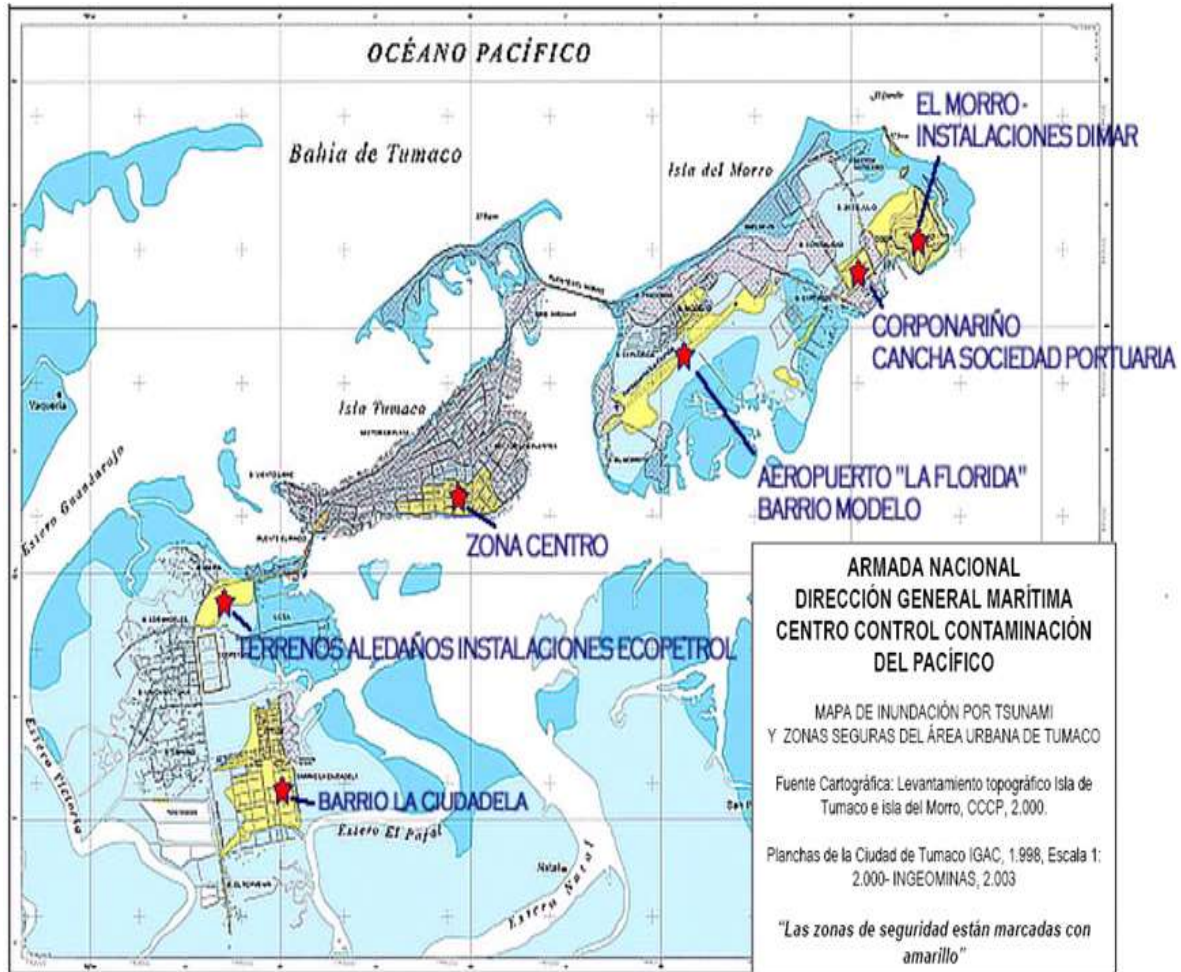 OCÉANO PACÍFICO
EL MORRO -
INSTALACIONES DIMAR
Bahía de Tumaco
Isla del Morro
CORPONARIÑO
CANCHA SOCIEDAD PORTUARIA
Vaquería
Isla Tumaco
AEROPUERTO "LA FLORIDA"
BARRIO MODELO
Estero Guandarajo
ZONA CENTRO
TERRENOS ALEDAÑOS INSTALACIONES ECOPETROL
BARRIO LA CIUDADELA
Estero Victoria
Estero El Pajal
Natal
Estero Natal
ARMADA NACIONAL
DIRECCIÓN GENERAL MARÍTIMA
CENTRO CONTROL CONTAMINACIÓN
DEL PACÍFICO
MAPA DE INUNDACIÓN POR TSUNAMI
Y ZONAS SEGURAS DEL ÁREA URBANA DE TUMACO
Fuente Cartográfica: Levantamiento topográfico Isla de
Tumaco e isla del Morro, CCCP, 2.000.
Planchas de la Ciudad de Tumaco IGAC, 1.998, Escala 1:
2.000- INGEOMINAS, 2.003
"Las zonas de seguridad están marcadas con
amarillo"